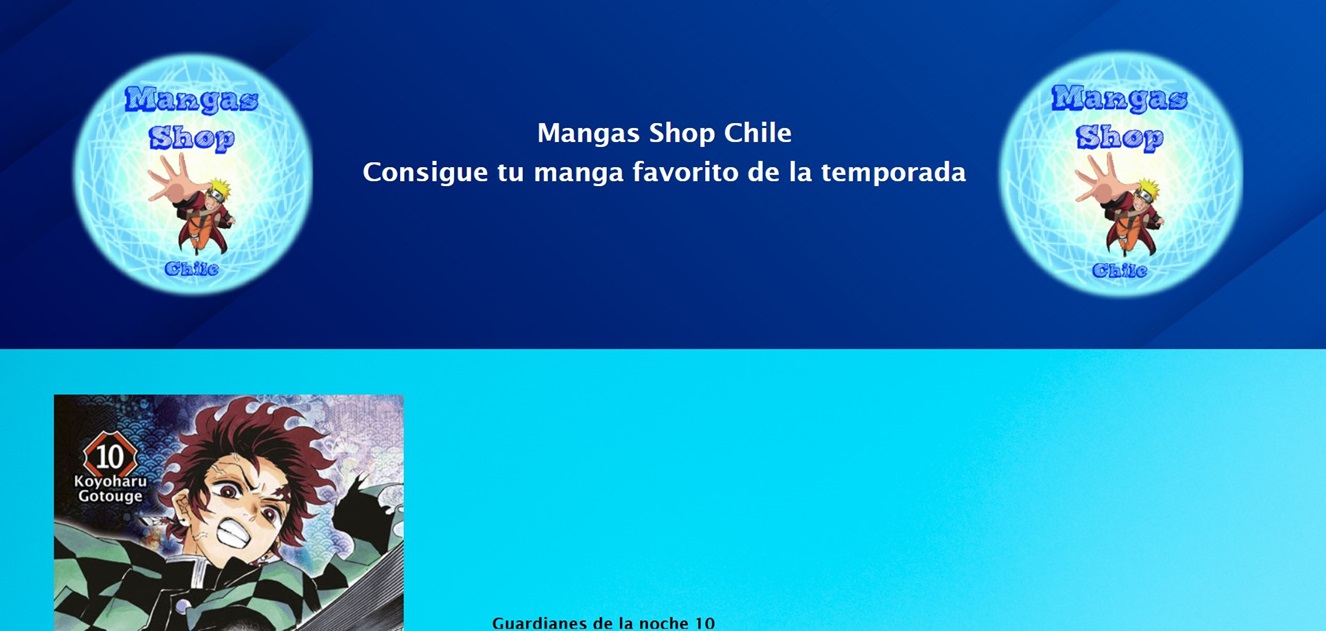 Mangas
Shop
Chile
Mangas Shop Chile
Consigue tu manga favorito de la temporada
Mangas
Shop
Chile
10
Koyoharu
Gotouge
Guardianes de la noche 10